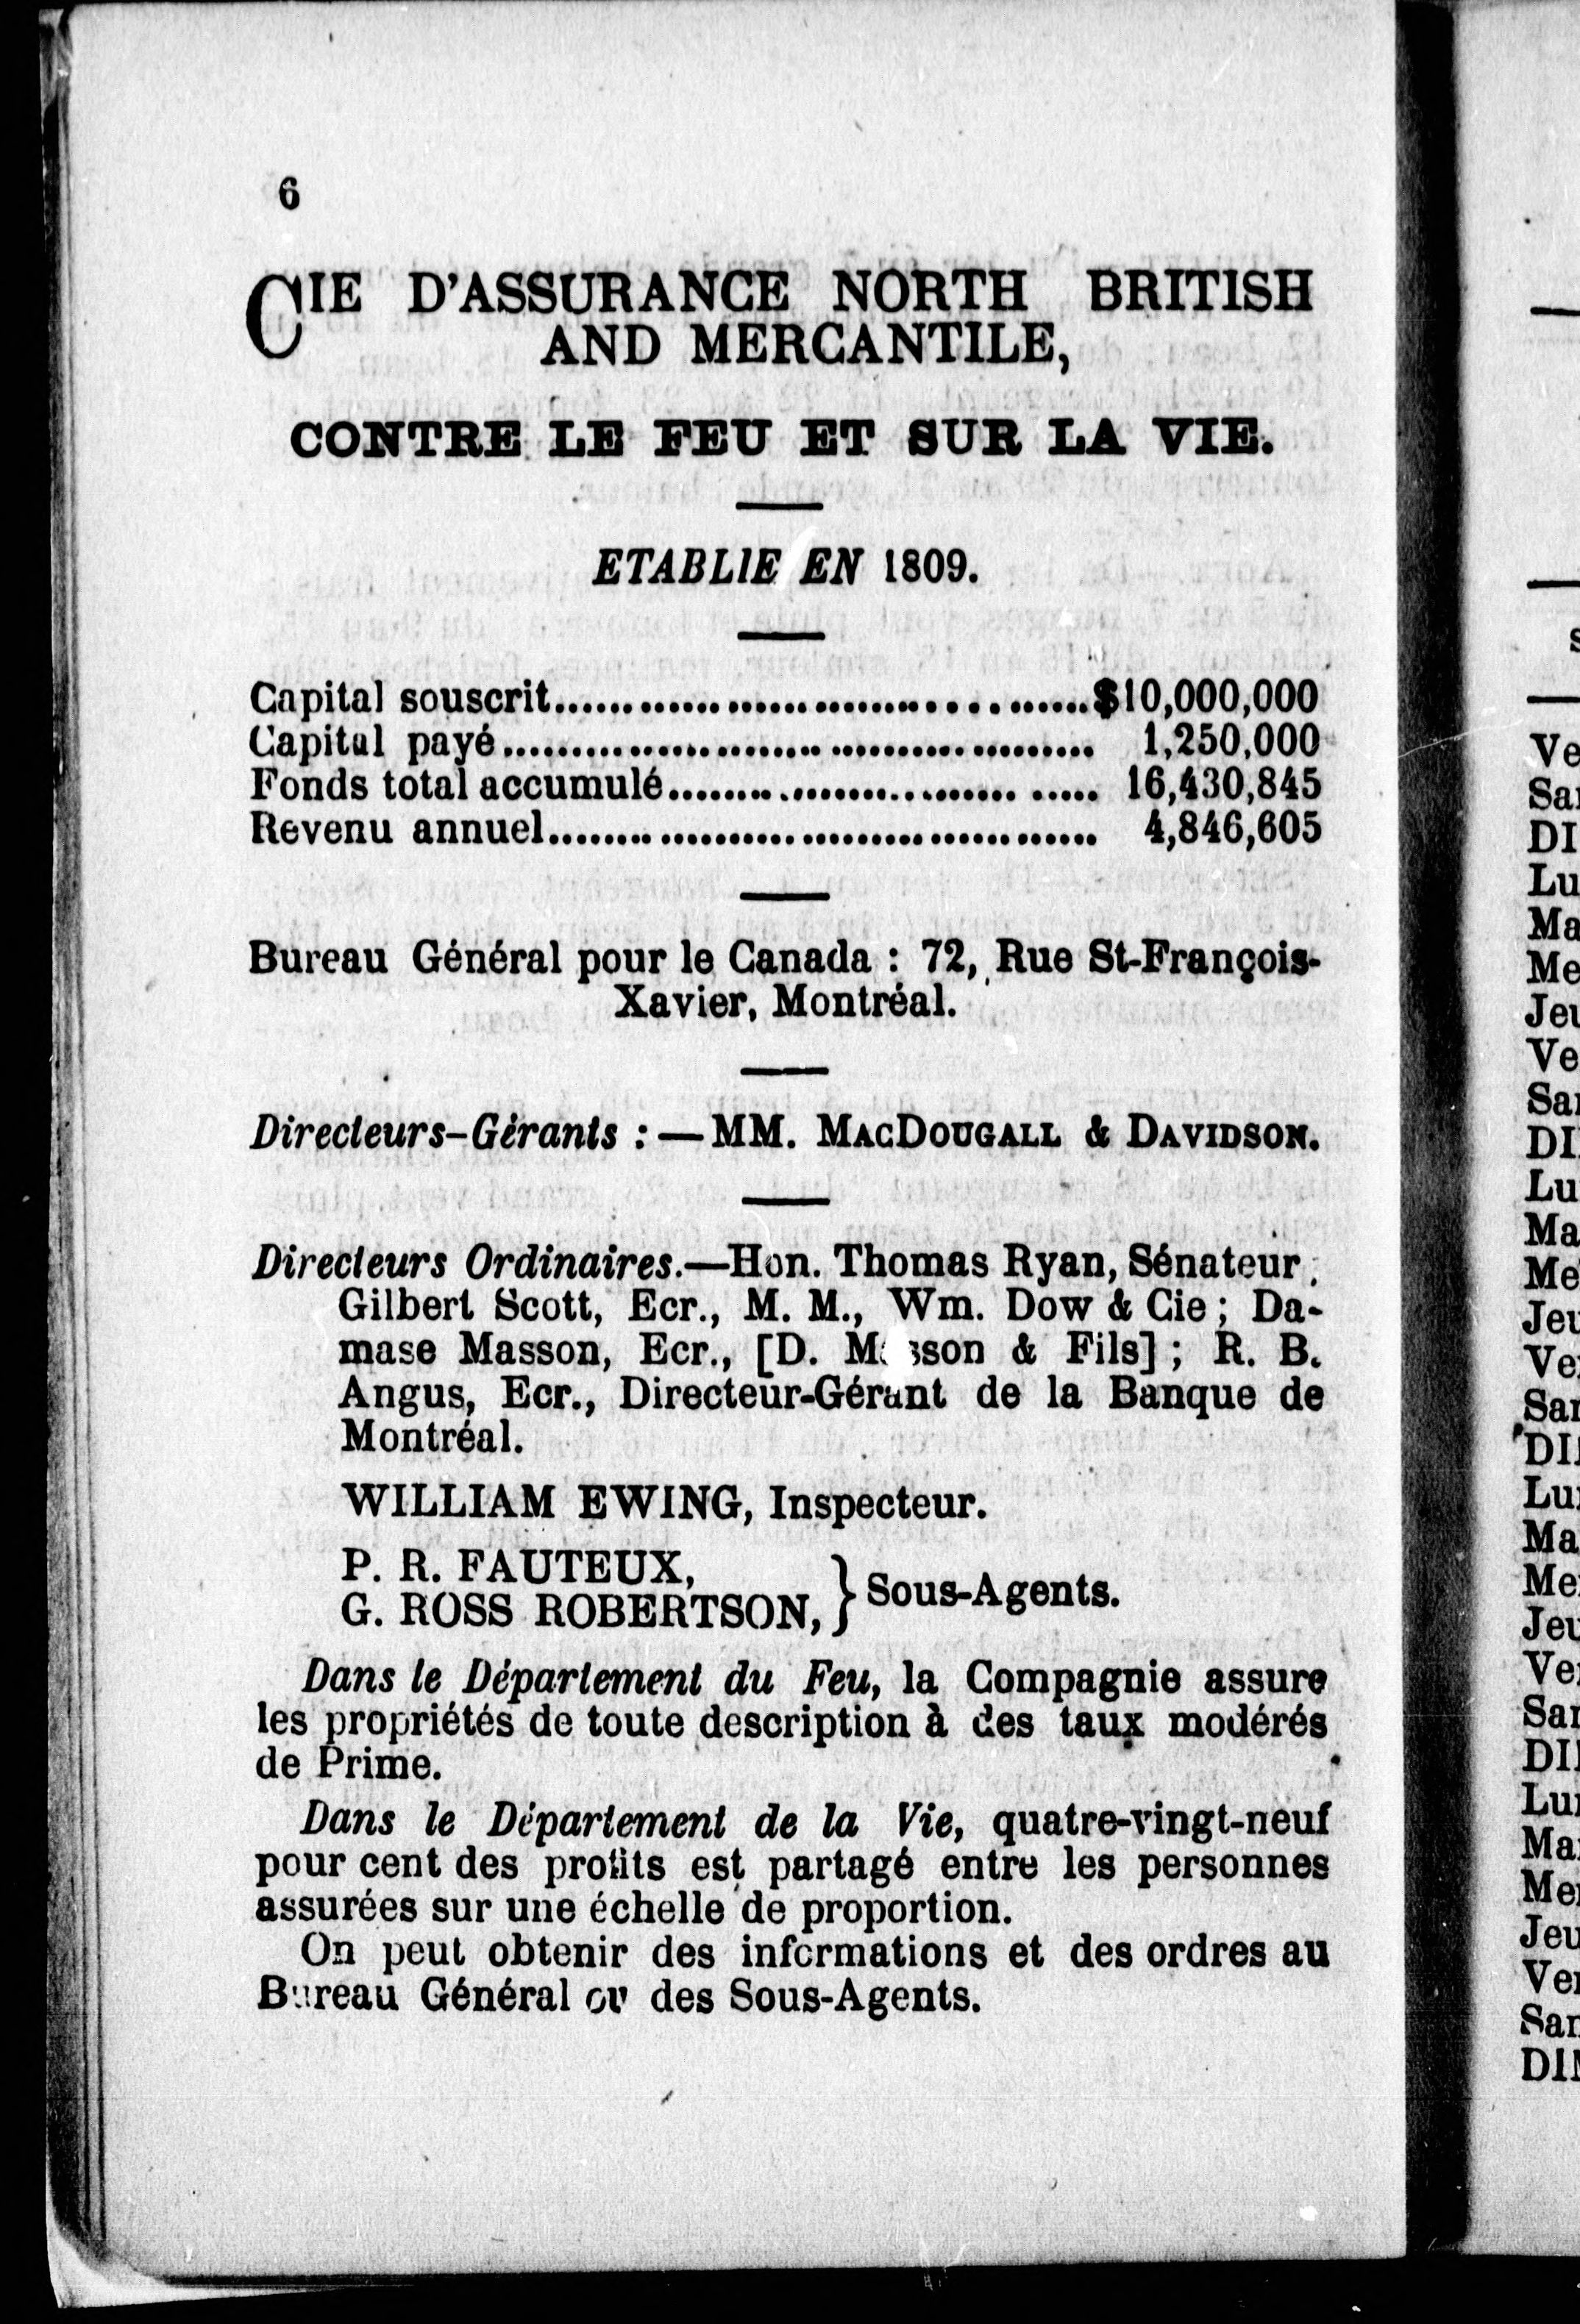 6
CIE D'ASSURANCE NORTH BRITISH
AND MERCANTILE,
CONTRE LE FEU ET SUR LA VIE.
ETABLIE EN 1809.
Capital souscrit..........................................$10,000,000
Capital payé.......................................... 1,250,000
Fonds total accumulé.................................. 16,430,845
Revenu annuel.......................................... 4,846,605
Bureau Général pour le Canada : 72, Rue St-François-
Xavier, Montréal.
Directeurs-Gérants : — MM. MACDOUGALL & DAVIDSON.
Directeurs Ordinaires.—Hon. Thomas Ryan, Sénateur;
Gilbert Scott, Ecr., M. M., Wm. Dow & Cie ; Da-
mase Masson, Ecr., [D. Masson & Fils] ; R. B.
Angus, Ecr., Directeur-Gérant de la Banque de
Montréal.
WILLIAM EWING, Inspecteur.
P. R. FAUTEUX,
G. ROSS ROBERTSON, } Sous-Agents.
Dans le Département du Feu, la Compagnie assure
les propriétés de toute description à des taux modérés
de Prime.
Dans le Département de la Vie, quatre-vingt-neuf
pour cent des profits est partagé entre les personnes
assurées sur une échelle de proportion.
On peut obtenir des informations et des ordres au
Bureau Général ou des Sous-Agents.